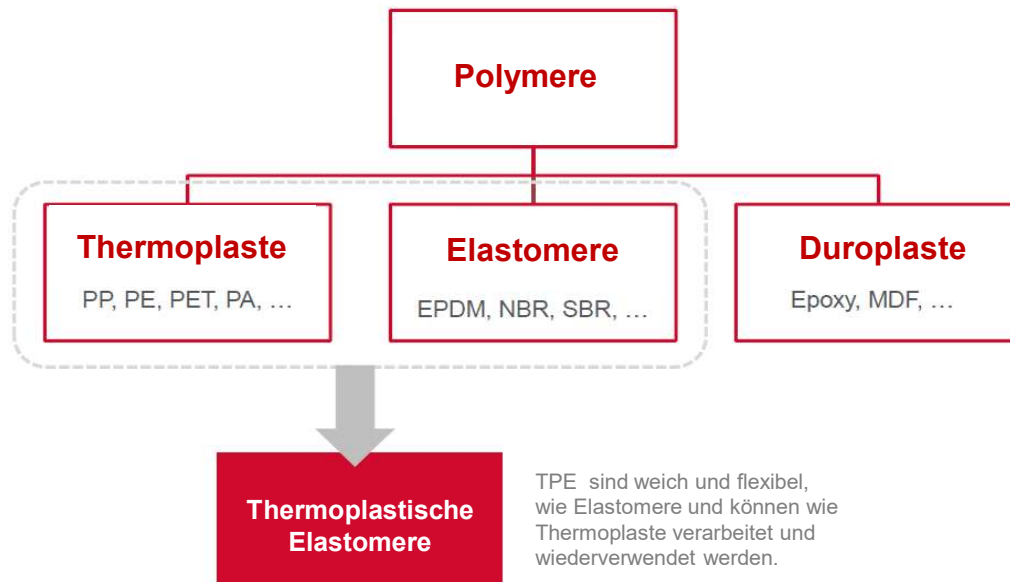 Polymere
Thermoplaste
PP, PE, PET, PA, …
Elastomere
EPDM, NBR, SBR, …
Duroplaste
Epoxy, MDF, …
Thermoplastische
Elastomere
TPE sind weich und flexibel,
wie Elastomere und können wie
Thermoplaste verarbeitet und
wiederverwendet werden.